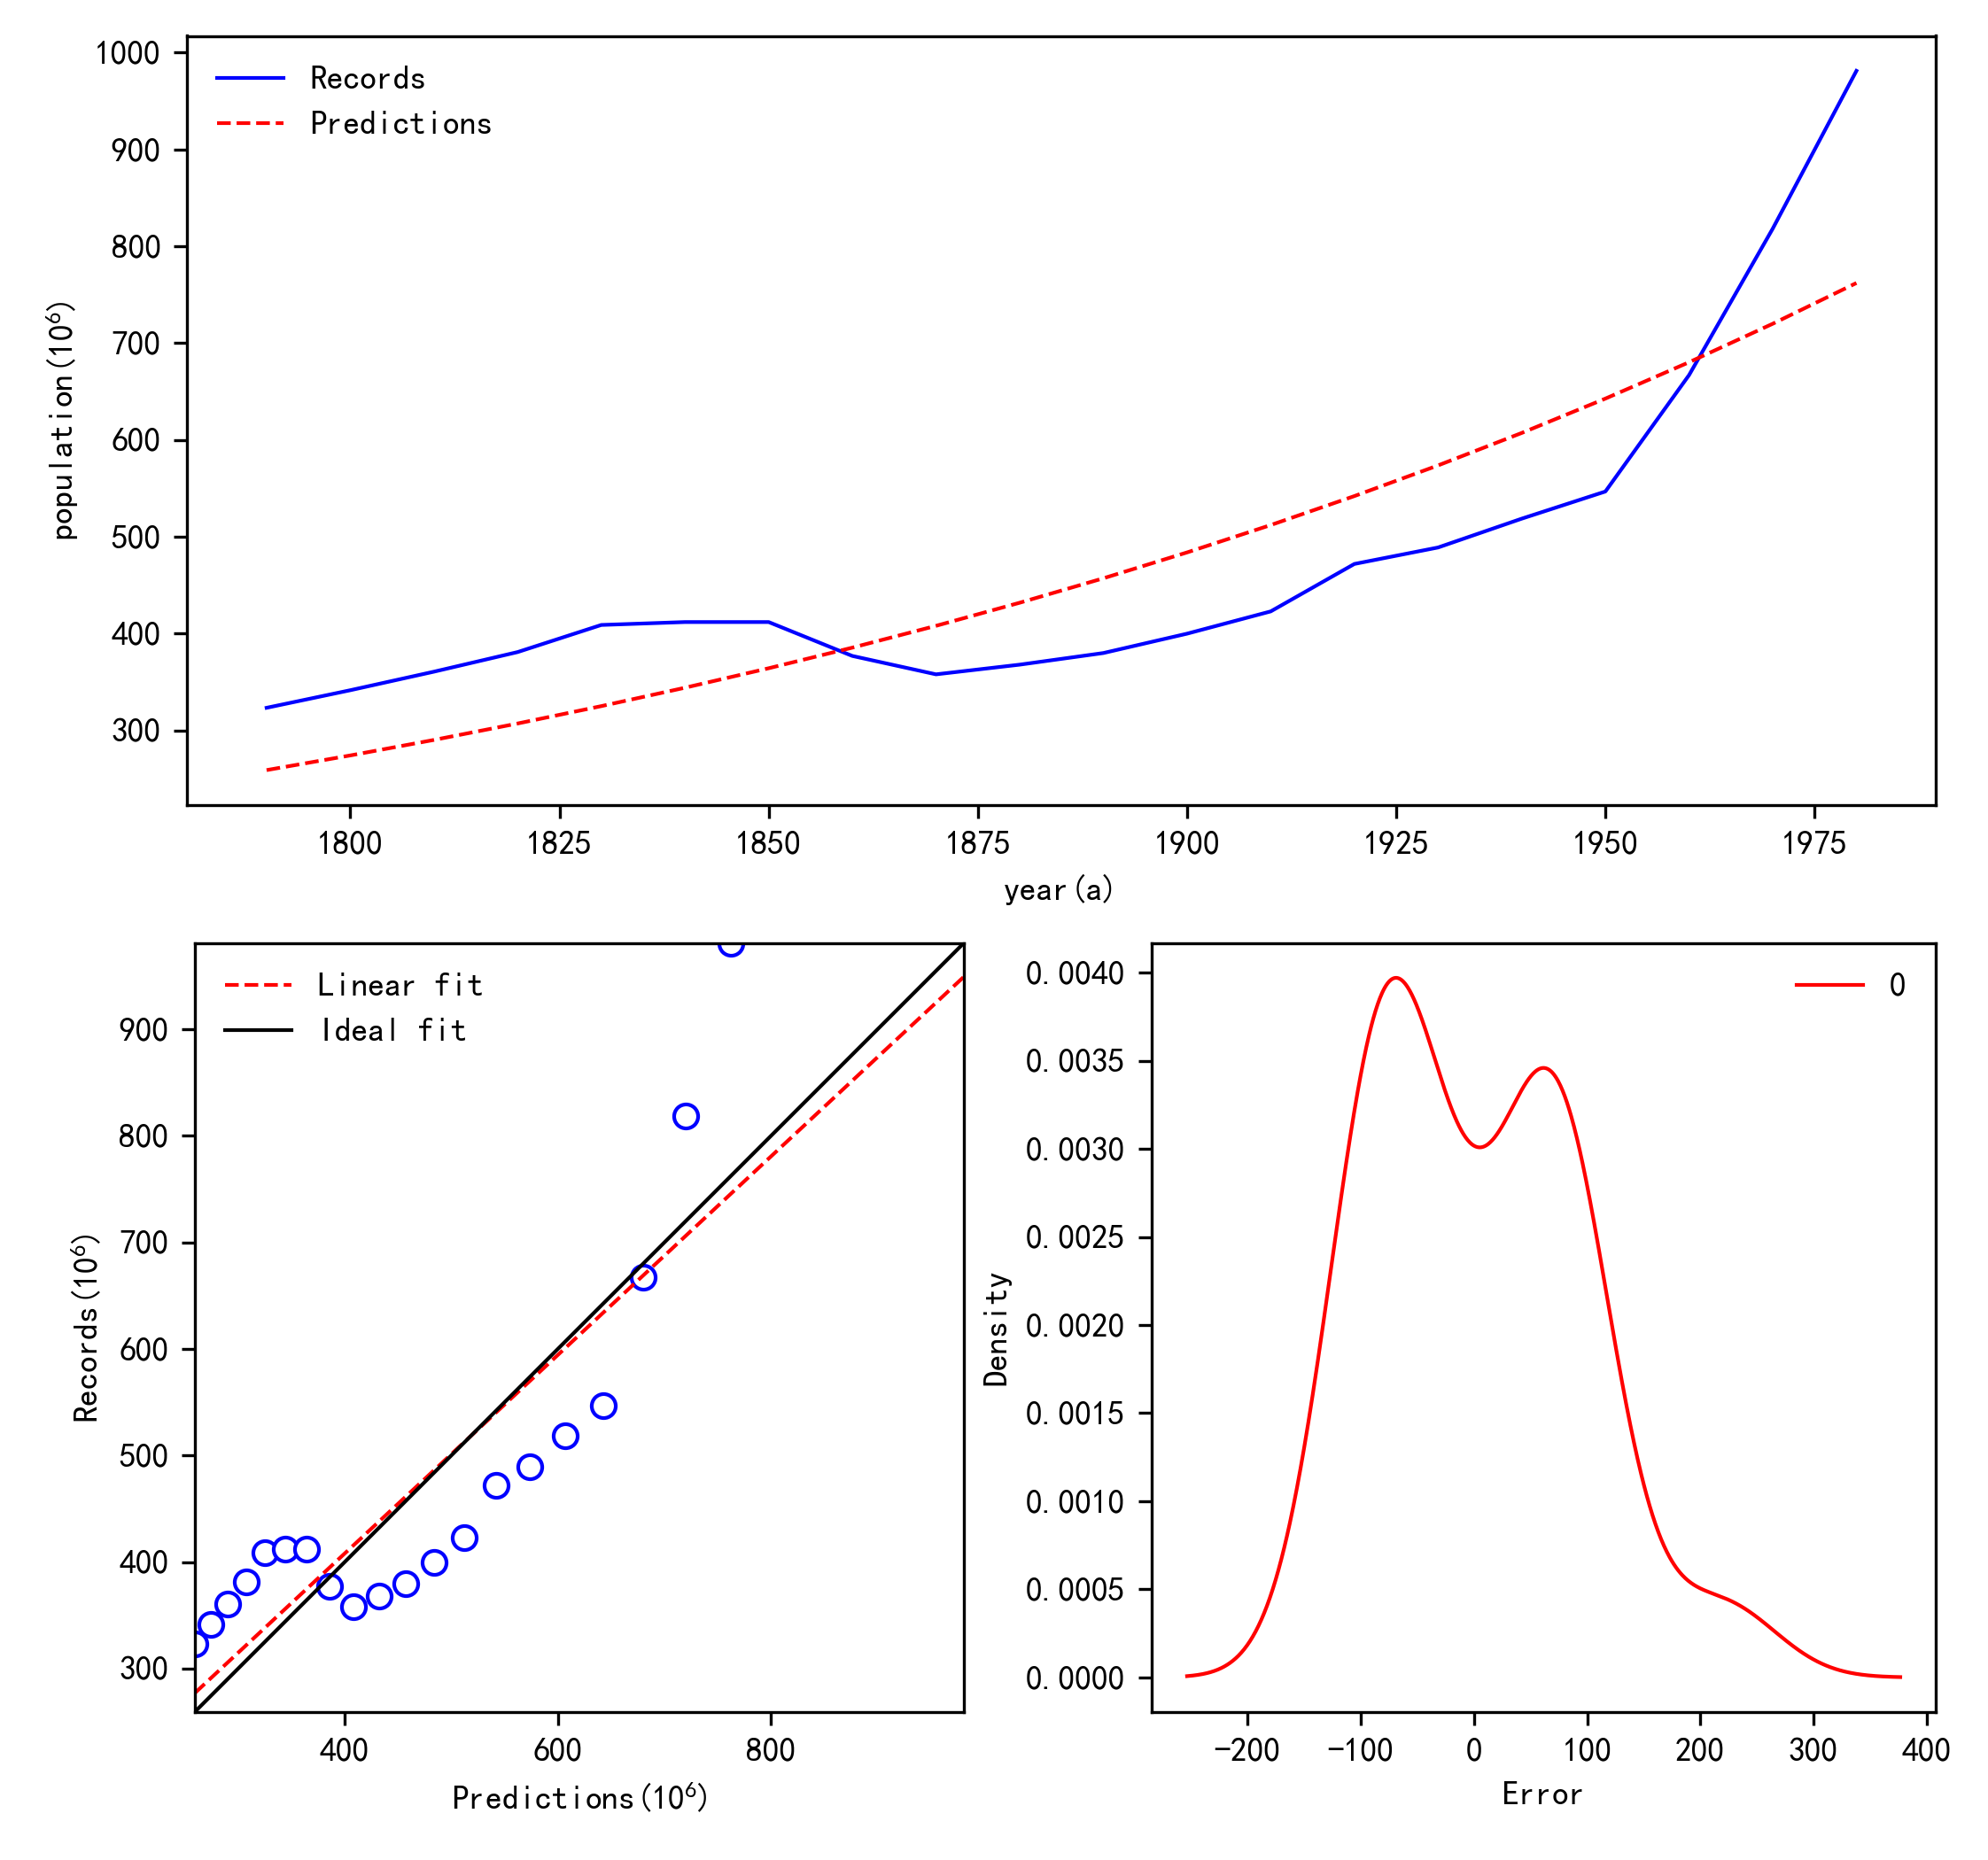 1000
900
800
700
600
500
400
300
population(10⁶)
Records
Predictions
1800 1825 1850 1875 1900 1925 1950 1975
year(a)
900
800
700
600
500
400
300
Records(10⁶)
Linear fit
Ideal fit
400 600 800
Predictions(10⁶)
0.0040
0.0035
0.0030
0.0025
0.0020
0.0015
0.0010
0.0005
0.0000
Density
0
−200 −100 0 100 200 300 400
Error